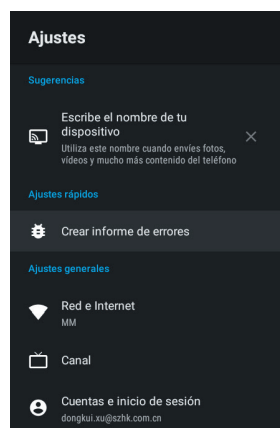 Ajustes
Sugerencias
Escribe el nombre de tu
dispositivo
Utiliza este nombre cuando envíes fotos,
vídeos y mucho más contenido del teléfono
Ajustes rápidos
Crear informe de errores
Ajustes generales
Red e Internet
MM
Canal
Cuentas e inicio de sesión
dongkui.xu@szhk.com.cn